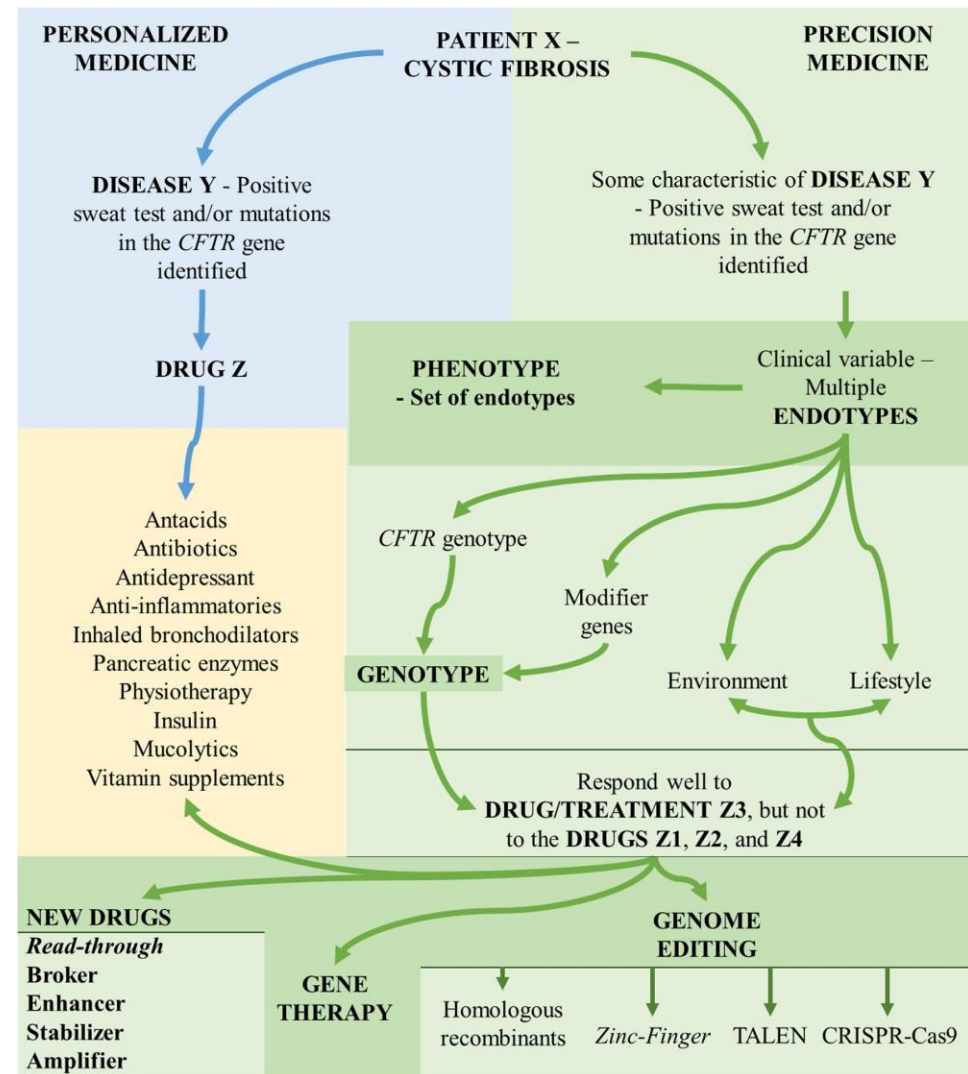 PERSONALIZED
MEDICINE
PATIENT X –
CYSTIC FIBROSIS
PRECISION
MEDICINE
DISEASE Y - Positive
sweat test and/or mutations
in the CFTR gene
identified
Some characteristic of DISEASE Y
- Positive sweat test and/or
mutations in the CFTR gene
identified
DRUG Z
PHENOTYPE
- Set of endotypes
Clinical variable –
Multiple
ENDOTYPES
Antacids
Antibiotics
Antidepressant
Anti-inflammatories
Inhaled bronchodilators
Pancreatic enzymes
Physiotherapy
Insulin
Mucolytics
Vitamin supplements
CFTR genotype
Modifier
genes
GENOTYPE
Environment
Lifestyle
Respond well to
DRUG/TREATMENT Z3, but not
to the DRUGS Z1, Z2, and Z4
NEW DRUGS
Read-through
Broker
Enhancer
Stabilizer
Amplifier
GENE
THERAPY
GENOME
EDITING
Homologous
recombinants
Zinc-Finger
TALEN
CRISPR-Cas9